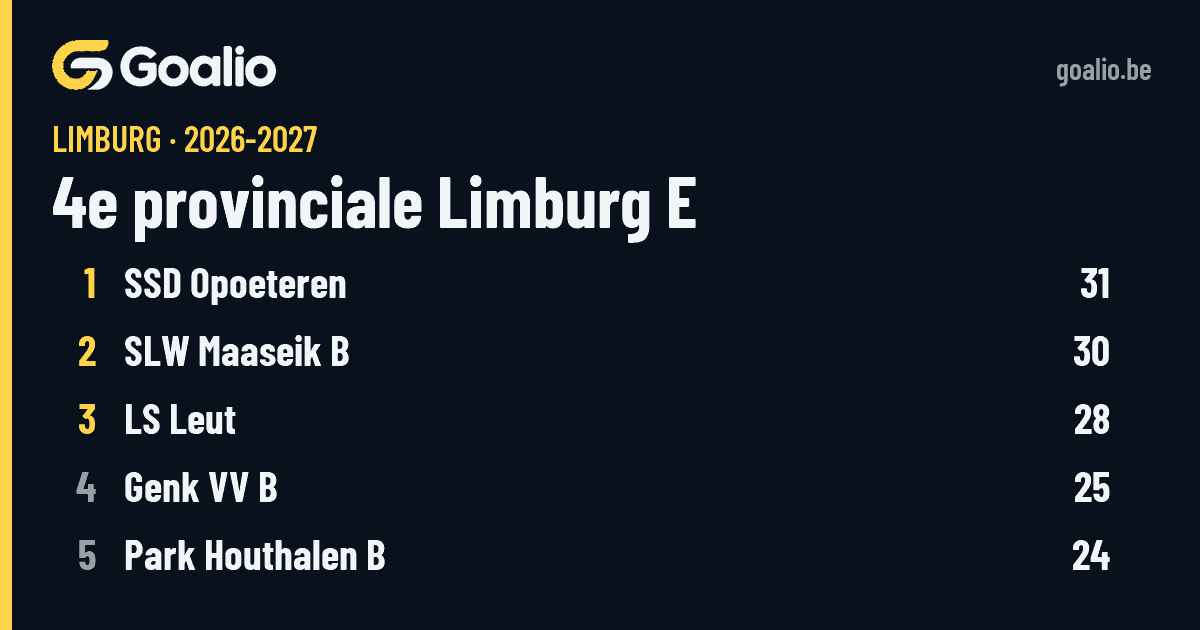 Goalio goalio.be
LIMBURG · 2026-2027
4e provinciale Limburg E
1 SSD Opoeteren 31
2 SLW Maaseik B 30
3 LS Leut 28
4 Genk VV B 25
5 Park Houthalen B 24